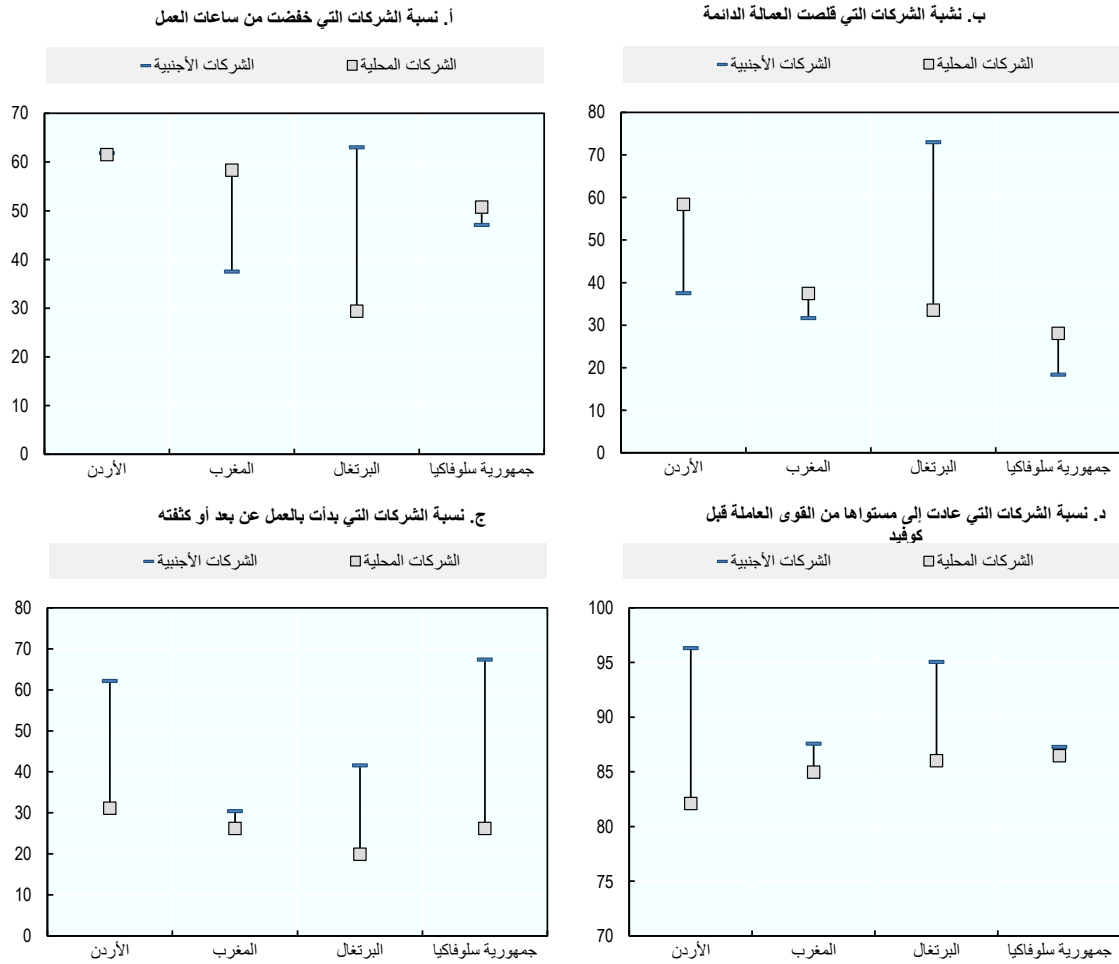 أ. نسبة الشركات التي خفضت من ساعات العمل
الشركات المحلية الشركات الأجنبية
70
60
50
40
30
20
10
0
الأردن المغرب البرتغال جمهورية سلوفاكيا
ب. نشبة الشركات التي قلصت العمالة الدائمة
الشركات المحلية الشركات الأجنبية
80
70
60
50
40
30
20
10
0
الأردن المغرب البرتغال جمهورية سلوفاكيا
ج. نسبة الشركات التي بدأت بالعمل عن بعد أو كثفته
الشركات المحلية الشركات الأجنبية
80
70
60
50
40
30
20
10
0
الأردن المغرب البرتغال جمهورية سلوفاكيا
د. نسبة الشركات التي عادت إلى مستواها من القوى العاملة قبل
كوفيد
الشركات المحلية الشركات الأجنبية
100
95
90
85
80
75
70
الأردن المغرب البرتغال جمهورية سلوفاكيا